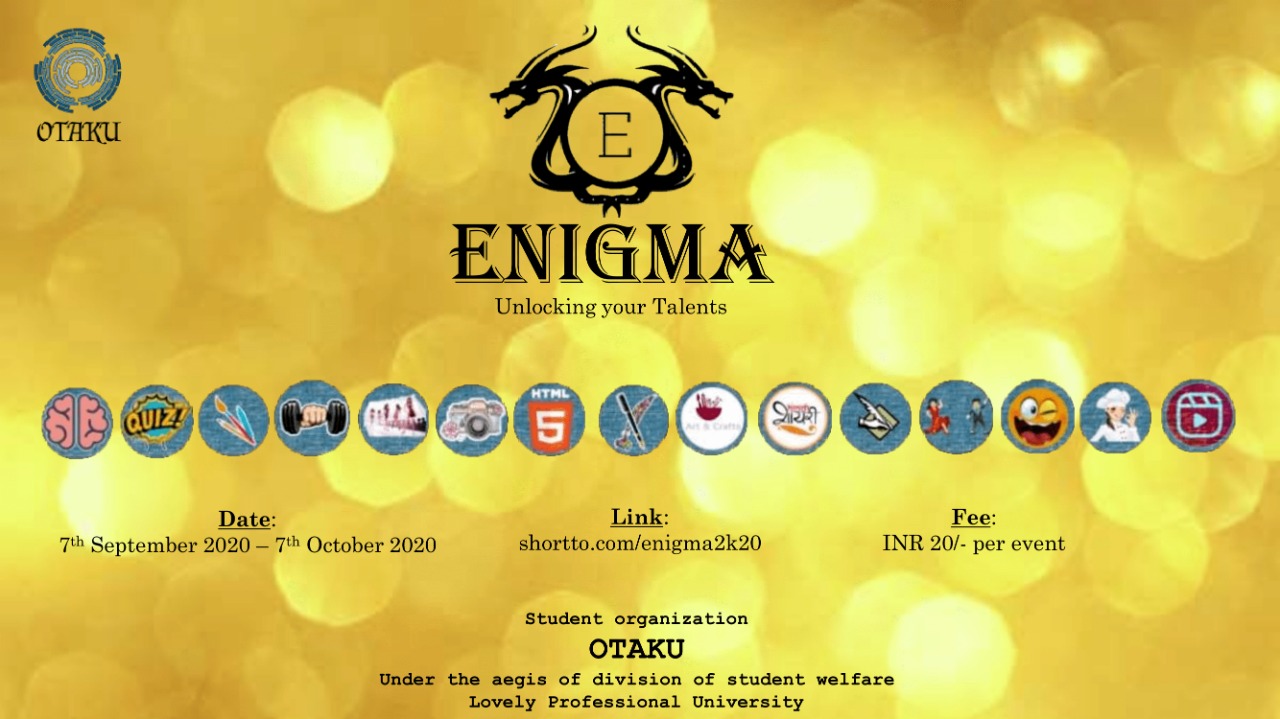 OTAKU
E
ENIGMA
Unlocking your Talents
QUIZ!
HTML
5
Art & Crafts
शायरी
Date:
7th September 2020 – 7th October 2020
Link:
shortto.com/enigma2k20
Fee:
INR 20/- per event
Student organization
OTAKU
Under the aegis of division of student welfare
Lovely Professional University